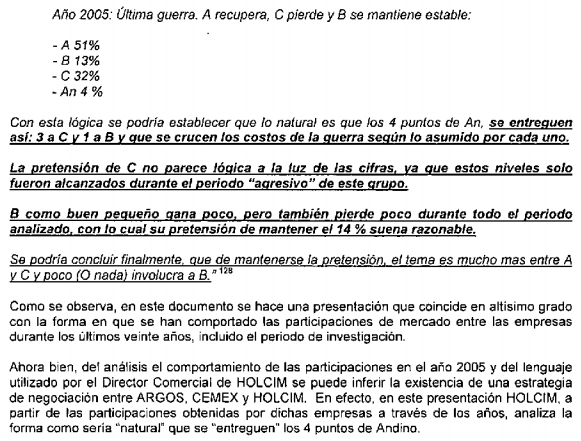 Año 2005: Última guerra. A recupera, C pierde y B se mantiene estable:
- A 51%
- B 13%
- C 32%
- An 4 %
Con esta lógica se podría establecer que lo natural es que los 4 puntos de An, se entreguen
así: 3 a C y 1 a B y que se crucen los costos de la guerra según lo asumido por cada uno.
La pretensión de C no parece lógica a la luz de las cifras, ya que estos niveles solo
fueron alcanzados durante el periodo “agresivo” de este grupo.
B como buen pequeño gana poco, pero también pierde poco durante todo el periodo
analizado, con lo cual su pretensión de mantener el 14 % suena razonable.
Se podría concluir finalmente, que de mantenerse la pretensión, el tema es mucho mas entre A
y C y poco (O nada) involucra a B.” 128
Como se observa, en este documento se hace una presentación que coincide en altísimo grado
con la forma en que se han comportado las participaciones de mercado entre las empresas
durante los últimos veinte años, incluido el periodo de investigación.
Ahora bien, del análisis el comportamiento de las participaciones en el año 2005 y del lenguaje
utilizado por el Director Comercial de HOLCIM se puede inferir la existencia de una estrategia
de negociación entre ARGOS, CEMEX y HOLCIM. En efecto, en este presentación HOLCIM, a
partir de las participaciones obtenidas por dichas empresas a través de los años, analiza la
forma como sería “natural” que se “entreguen” los 4 puntos de Andino.